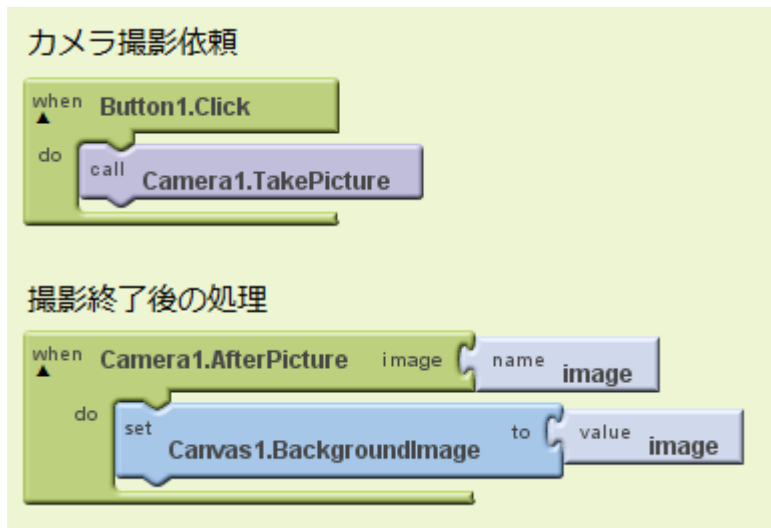 カメラ撮影依頼
when Button1.Click
do call Camera1.TakePicture
撮影終了後の処理
when Camera1.AfterPicture image name image
do set Canvas1.BackgroundImage to value image